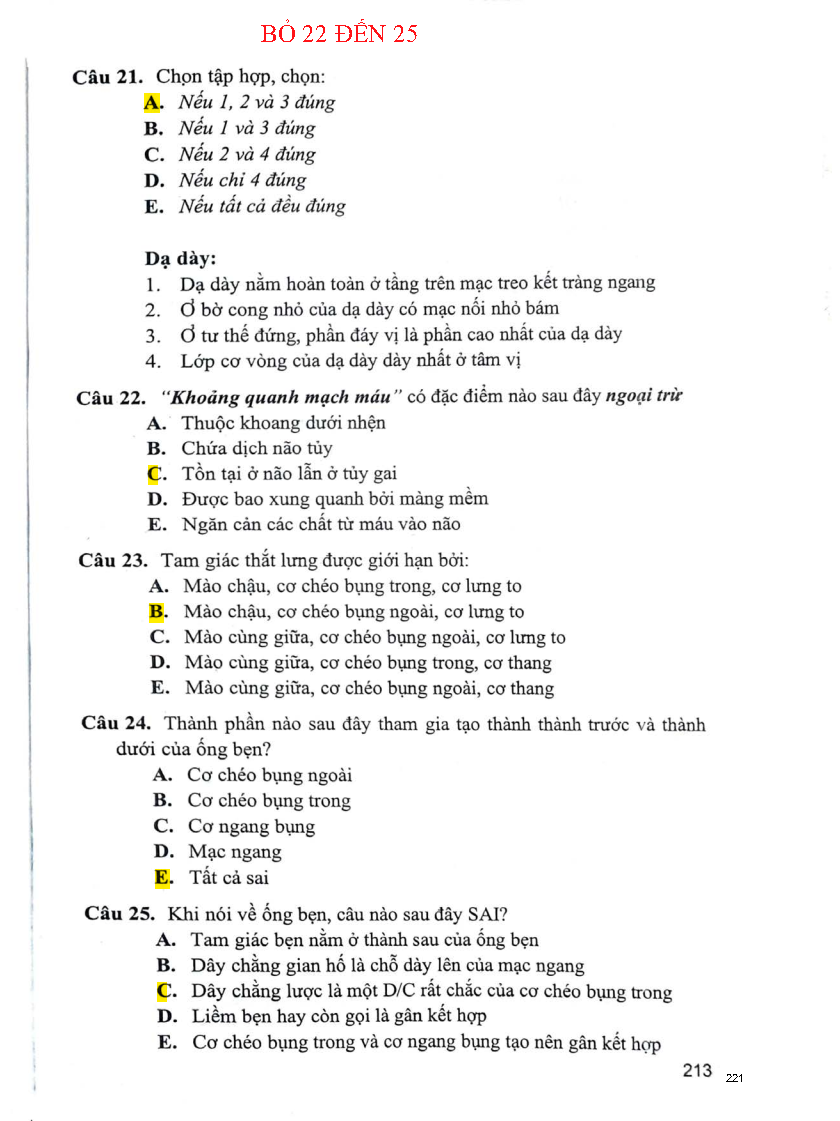 BỎ 22 ĐẾN 25
Câu 21. Chọn tập hợp, chọn:
A. Nếu 1, 2 và 3 đúng
B. Nếu 1 và 3 đúng
C. Nếu 2 và 4 đúng
D. Nếu chỉ 4 đúng
E. Nếu tất cả đều đúng
Dạ dày:
1. Dạ dày nằm hoàn toàn ở tầng trên mạc treo kết tràng ngang
2. Ở bờ cong nhỏ của dạ dày có mạc nối nhỏ bám
3. Ở tư thế đứng, phần đáy vị là phần cao nhất của dạ dày
4. Lớp cơ vòng của dạ dày dày nhất ở tâm vị
Câu 22. “Khoảng quanh mạch máu” có đặc điểm nào sau đây ngoại trừ
A. Thuộc khoang dưới nhện
B. Chứa dịch não tủy
C. Tồn tại ở não lẫn ở tủy gai
D. Được bao xung quanh bởi màng mềm
E. Ngăn cản các chất từ máu vào não
Câu 23. Tam giác thắt lưng được giới hạn bởi:
A. Mào chậu, cơ chéo bụng trong, cơ lưng to
B. Mào chậu, cơ chéo bụng ngoài, cơ lưng to
C. Mào cùng giữa, cơ chéo bụng ngoài, cơ lưng to
D. Mào cùng giữa, cơ chéo bụng trong, cơ thang
E. Mào cùng giữa, cơ chéo bụng ngoài, cơ thang
Câu 24. Thành phần nào sau đây tham gia tạo thành thành trước và thành
dưới của ống bẹn?
A. Cơ chéo bụng ngoài
B. Cơ chéo bụng trong
C. Cơ ngang bụng
D. Mạc ngang
E. Tất cả sai
Câu 25. Khi nói về ống bẹn, câu nào sau đây SAI?
A. Tam giác bẹn nằm ở thành sau của ống bẹn
B. Dây chằng gian hố là chỗ dày lên của mạc ngang
C. Dây chằng lược là một D/C rất chắc của cơ chéo bụng trong
D. Liềm bẹn hay còn gọi là gân kết hợp
E. Cơ chéo bụng trong và cơ ngang bụng tạo nên gân kết hợp
213
221